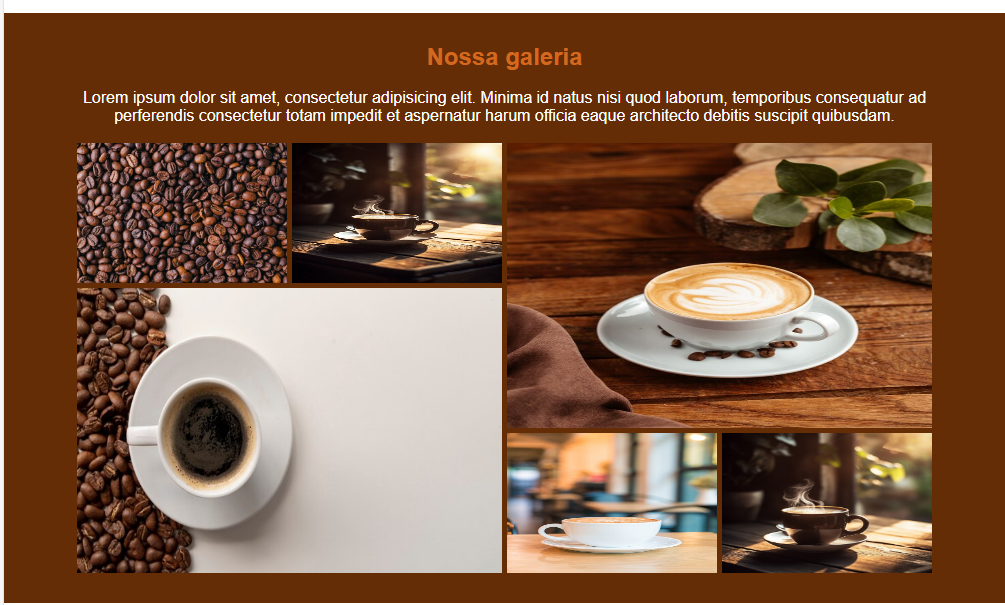 Nossa galeria
Lorem ipsum dolor sit amet, consectetur adipisicing elit. Minima id natus nisi quod laborum, temporibus consequatur ad
perferendis consectetur totam impedit et aspernatur harum officia eaque architecto debitis suscipit quibusdam.